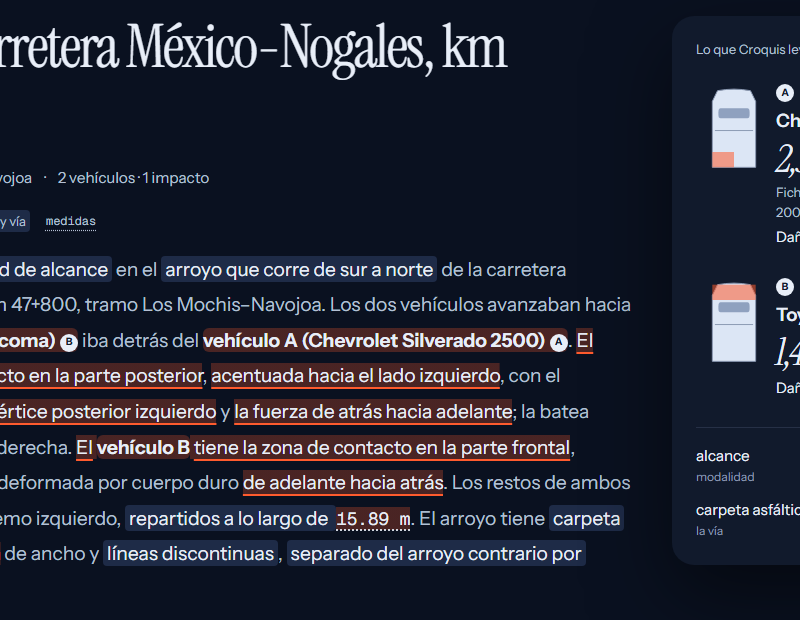 rretera México–Nogales, km
vojoa · 2 vehículos · 1 impacto
y vía medidas
d de alcance en el arroyo que corre de sur a norte de la carretera
47+800, tramo Los Mochis–Navojoa. Los dos vehículos avanzaban hacia
coma) B iba detrás del vehículo A (Chevrolet Silverado 2500) A. El
cto en la parte posterior, acentuada hacia el lado izquierdo, con el
értice posterior izquierdo y la fuerza de atrás hacia adelante; la batea
derecha. El vehículo B tiene la zona de contacto en la parte frontal,
deformada por cuerpo duro de adelante hacia atrás. Los restos de ambos
emo izquierdo, repartidos a lo largo de 15.89 m. El arroyo tiene carpeta
de ancho y líneas discontinuas, separado del arroyo contrario por
Lo que Croquis le
A
Ch
2,
Fich
200
Dañ
B
Toy
1,4
Dañ
alcance
modalidad
carpeta asfáltic
la vía